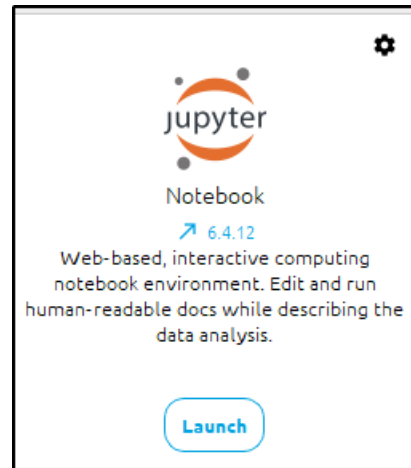 jupyter
Notebook
6.4.12
Web-based, interactive computing
notebook environment. Edit and run
human-readable docs while describing the
data analysis.
Launch